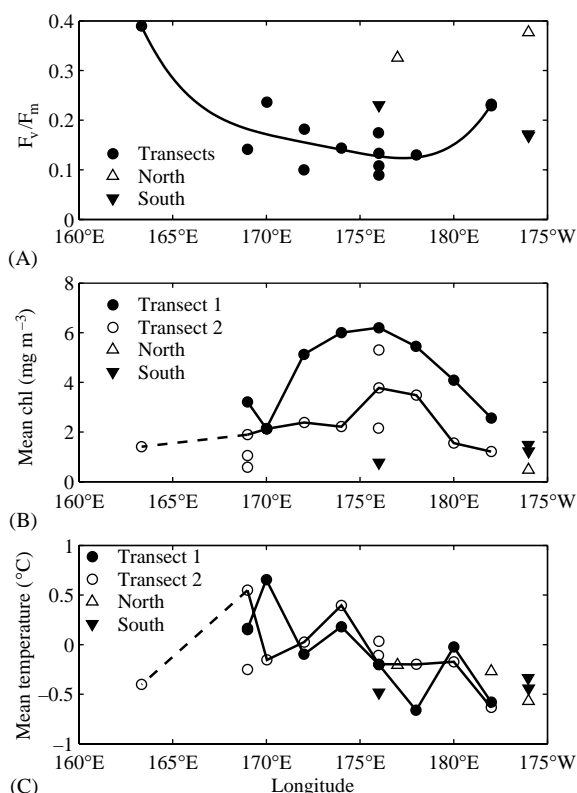 0.4
0.3
0.2
0.1
0
Fv/Fm
Transects
North
South
160°E 165°E 170°E 175°E 180°E 175°W
(A)
8
6
4
2
0
Mean chl (mg m⁻³)
Transect 1
Transect 2
North
South
160°E 165°E 170°E 175°E 180°E 175°W
(B)
1
0.5
0
−0.5
−1
Mean temperature (°C)
Transect 1
Transect 2
North
South
160°E 165°E 170°E 175°E 180°E 175°W
(C)
Longitude